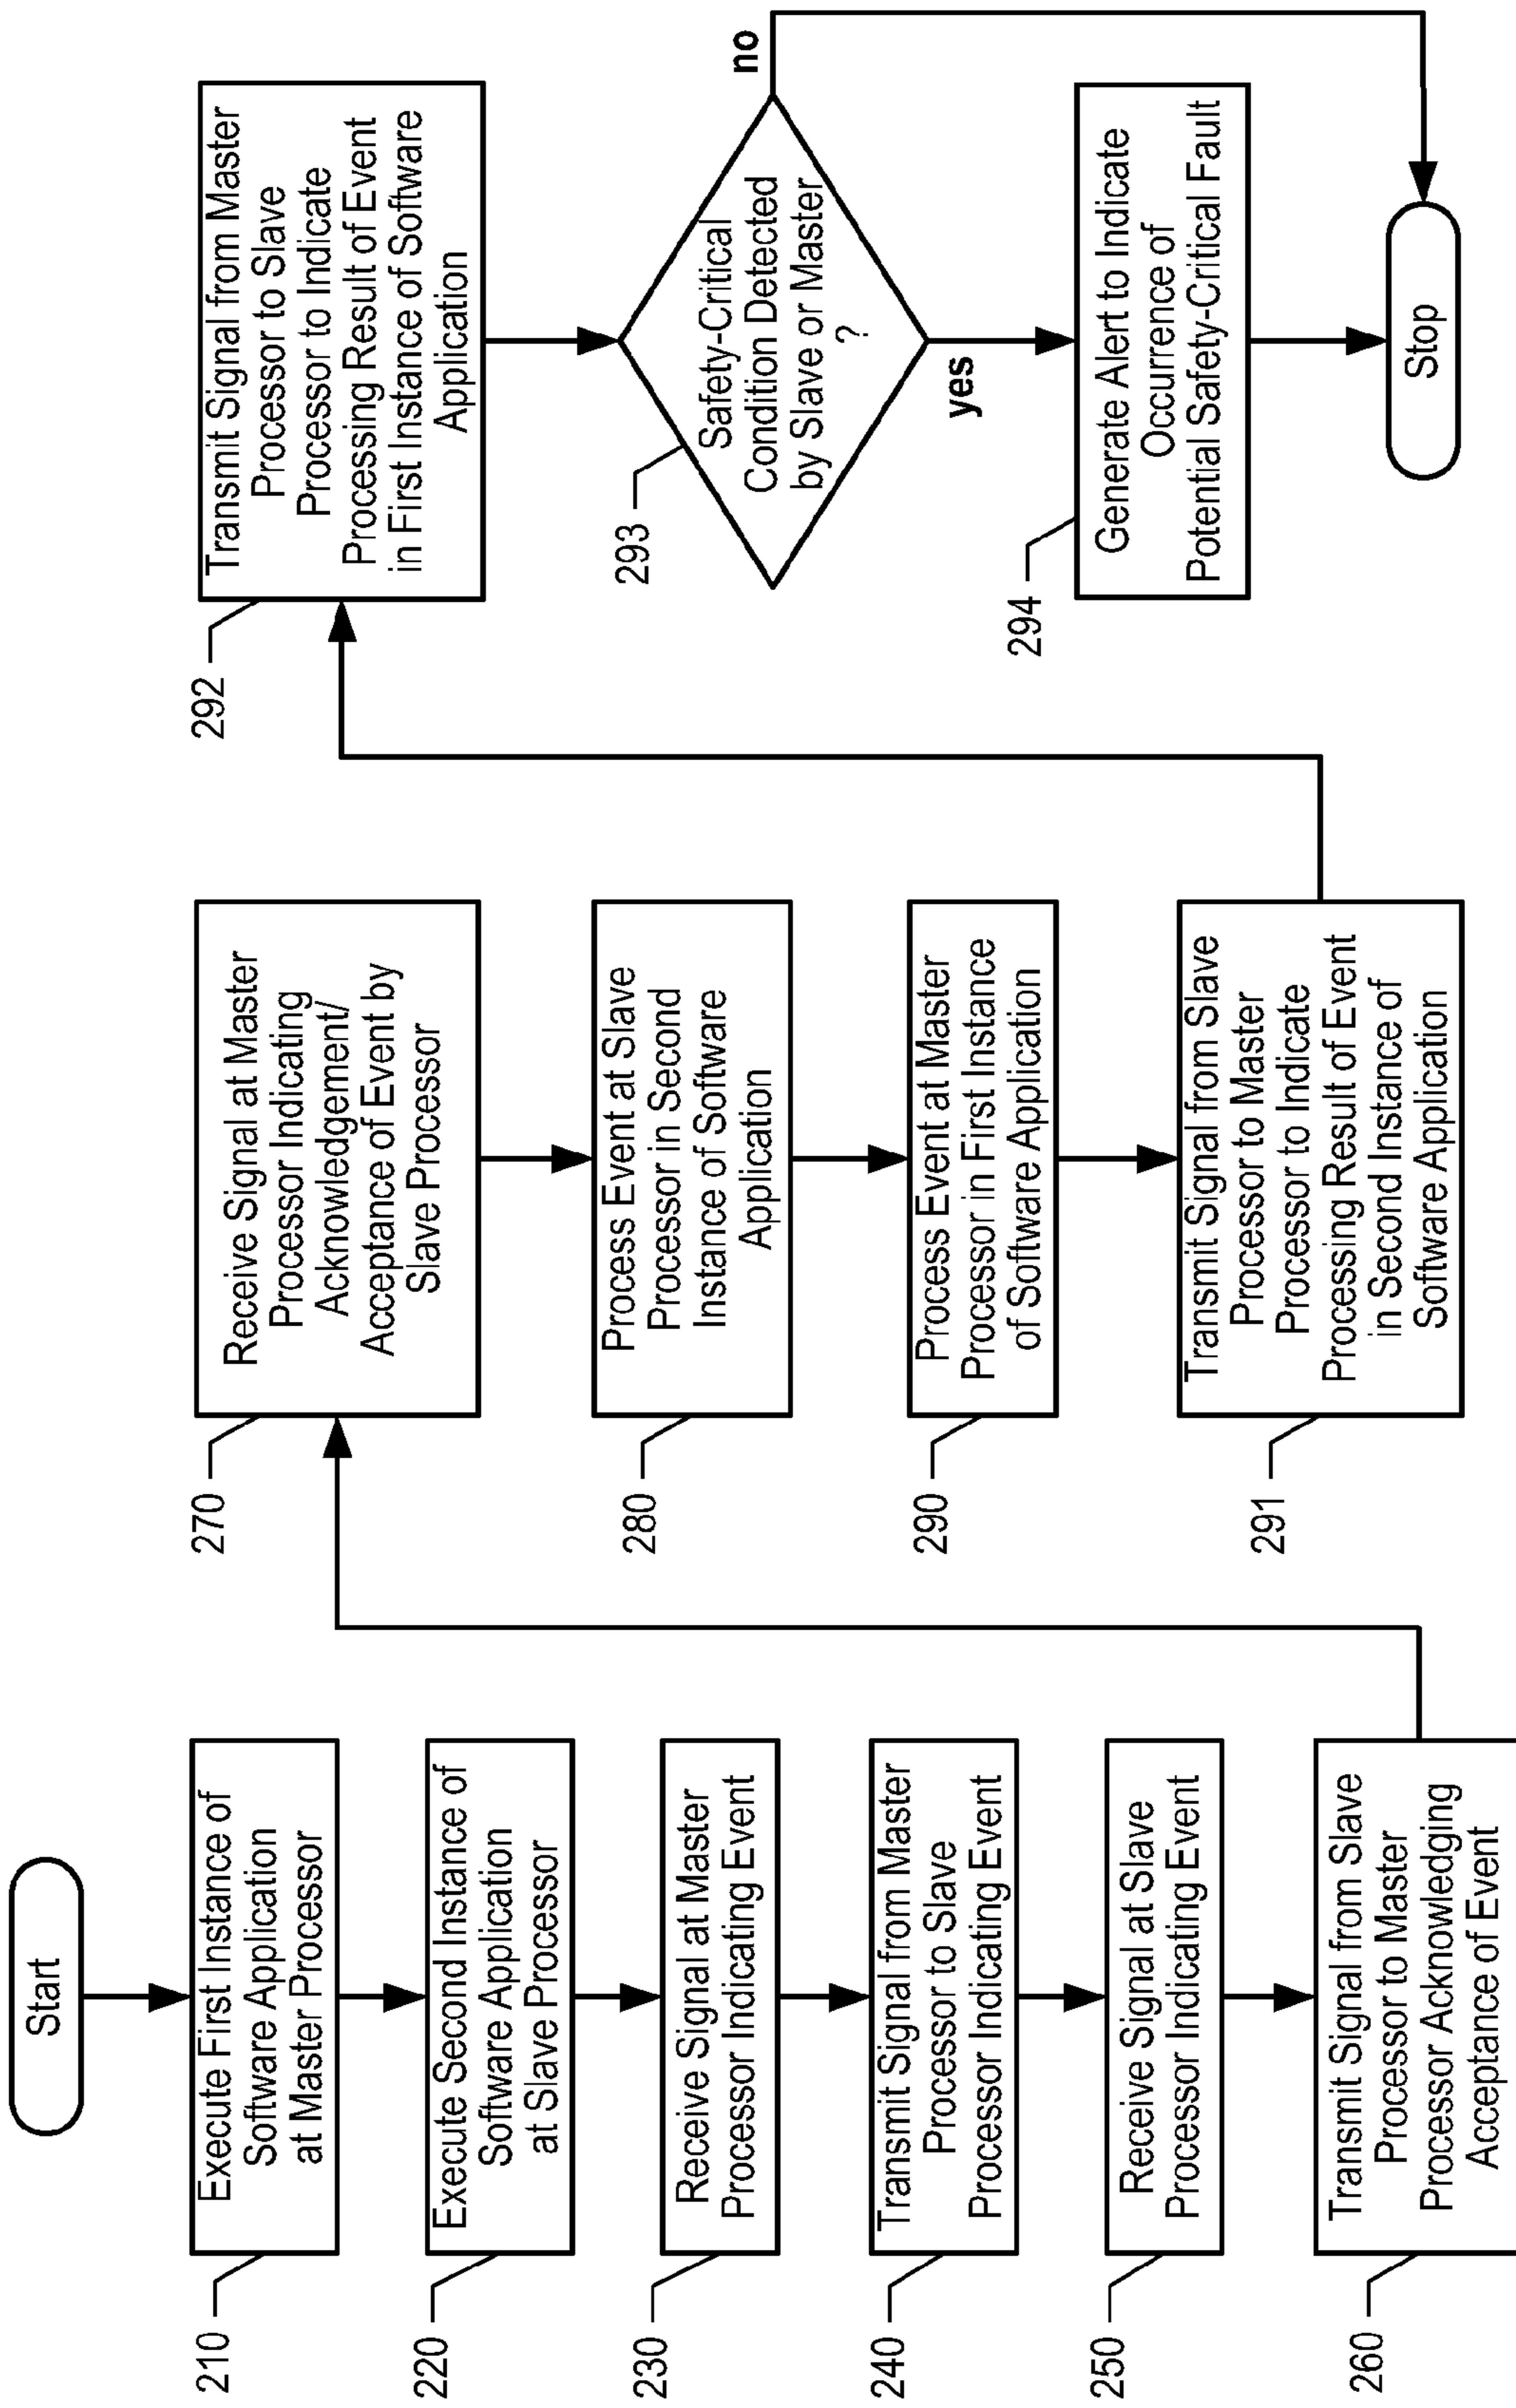 Start
210
Execute First Instance of
Software Application
at Master Processor
220
Execute Second Instance of
Software Application
at Slave Processor
230
Receive Signal at Master
Processor Indicating Event
240
Transmit Signal from Master
Processor to Slave
Processor Indicating Event
250
Receive Signal at Slave
Processor Indicating Event
260
Transmit Signal from Slave
Processor to Master
Processor Acknowledging
Acceptance of Event
270
Receive Signal at Master
Processor Indicating
Acknowledgement/
Acceptance of Event by
Slave Processor
280
Process Event at Slave
Processor in Second
Instance of Software
Application
290
Process Event at Master
Processor in First Instance
of Software Application
291
Transmit Signal from Slave
Processor to Master
Processor to Indicate
Processing Result of Event
in Second Instance of
Software Application
292
Transmit Signal from Master
Processor to Slave
Processor to Indicate
Processing Result of Event
in First Instance of Software
Application
293
Safety-Critical
Condition Detected
by Slave or Master
?
no
yes
294
Generate Alert to Indicate
Occurrence of
Potential Safety-Critical Fault
Stop